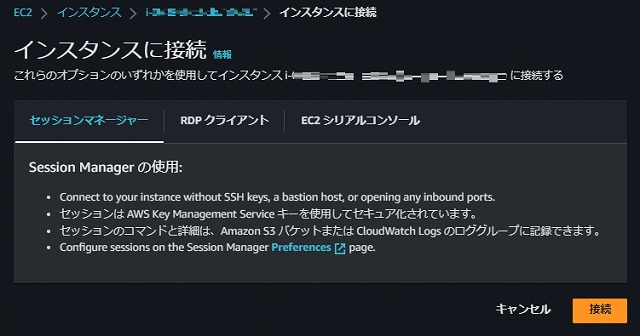 EC2 > インスタンス > i- > インスタンスに接続
インスタンスに接続 情報
これらのオプションのいずれかを使用してインスタンス i- に接続する
セッションマネージャー RDP クライアント EC2 シリアルコンソール
Session Manager の使用:
• Connect to your instance without SSH keys, a bastion host, or opening any inbound ports.
• セッションは AWS Key Management Service キーを使用してセキュア化されています。
• セッションのコマンドと詳細は、Amazon S3 バケットまたは CloudWatch Logs のロググループに記録できます。
• Configure sessions on the Session Manager Preferences page.
キャンセル 接続